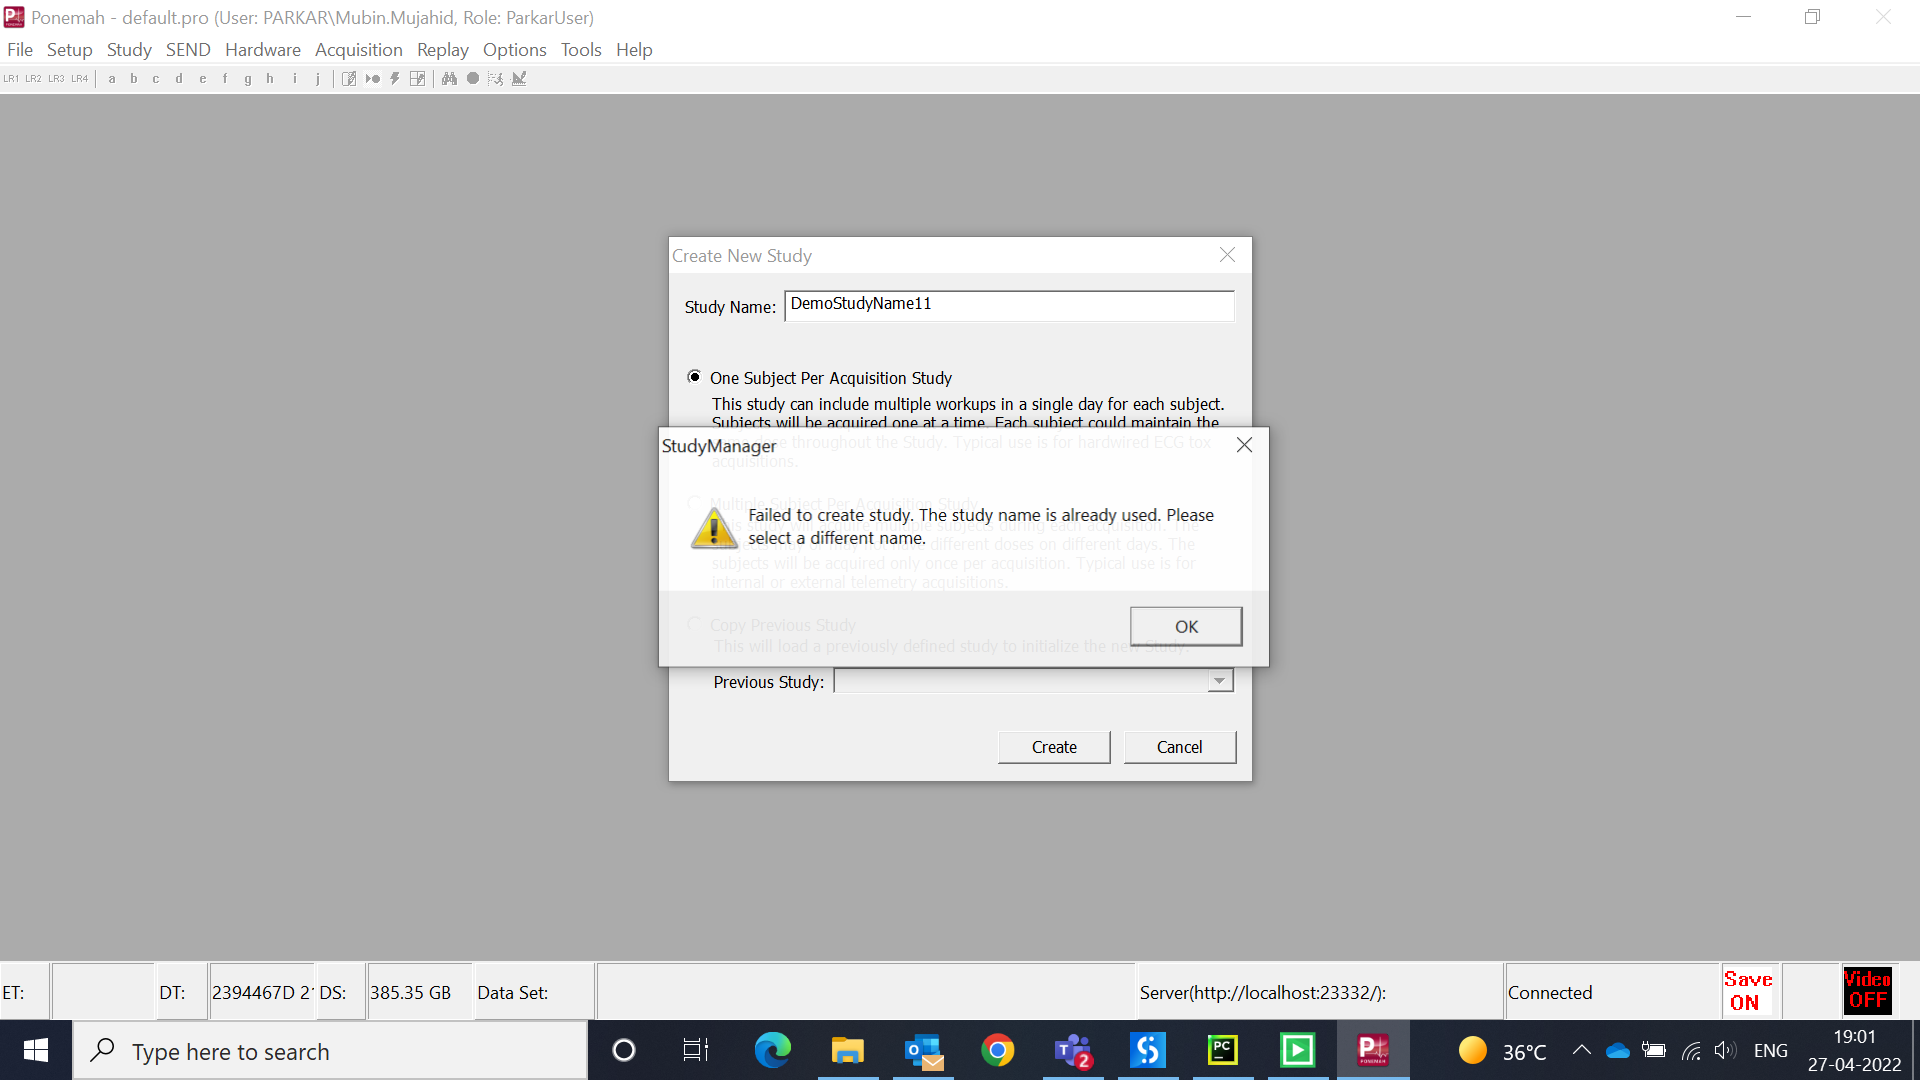 Ponemah - default.pro (User: PARKAR\Mubin.Mujahid, Role: ParkarUser)
File Setup Study SEND Hardware Acquisition Replay Options Tools Help
LR1 LR2 LR3 LR4 a b c d e f g h i j
Create New Study
Study Name: DemoStudyName11
One Subject Per Acquisition Study
This study can include multiple workups in a single day for each subject.
Subjects will be acquired one at a time. Each subject could maintain the
throughout the Study. Typical use is for hardwired ECG tox
acquisitions.
StudyManager
Multiple Subject Per Acquisition Study
Failed to create study. The study name is already used. Please
select a different name.
different doses on different days. The
subjects will be acquired only once per acquisition. Typical use is for
internal or external telemetry acquisitions.
Copy Previous Study
This will load a previously defined study to initialize the new Study.
OK
Previous Study:
Create Cancel
ET: DT: 2394467D DS: 385.35 GB Data Set: Server(http://localhost:23332/): Connected Save ON Video OFF
Type here to search
2
PC
36°C ENG
19:01
27-04-2022